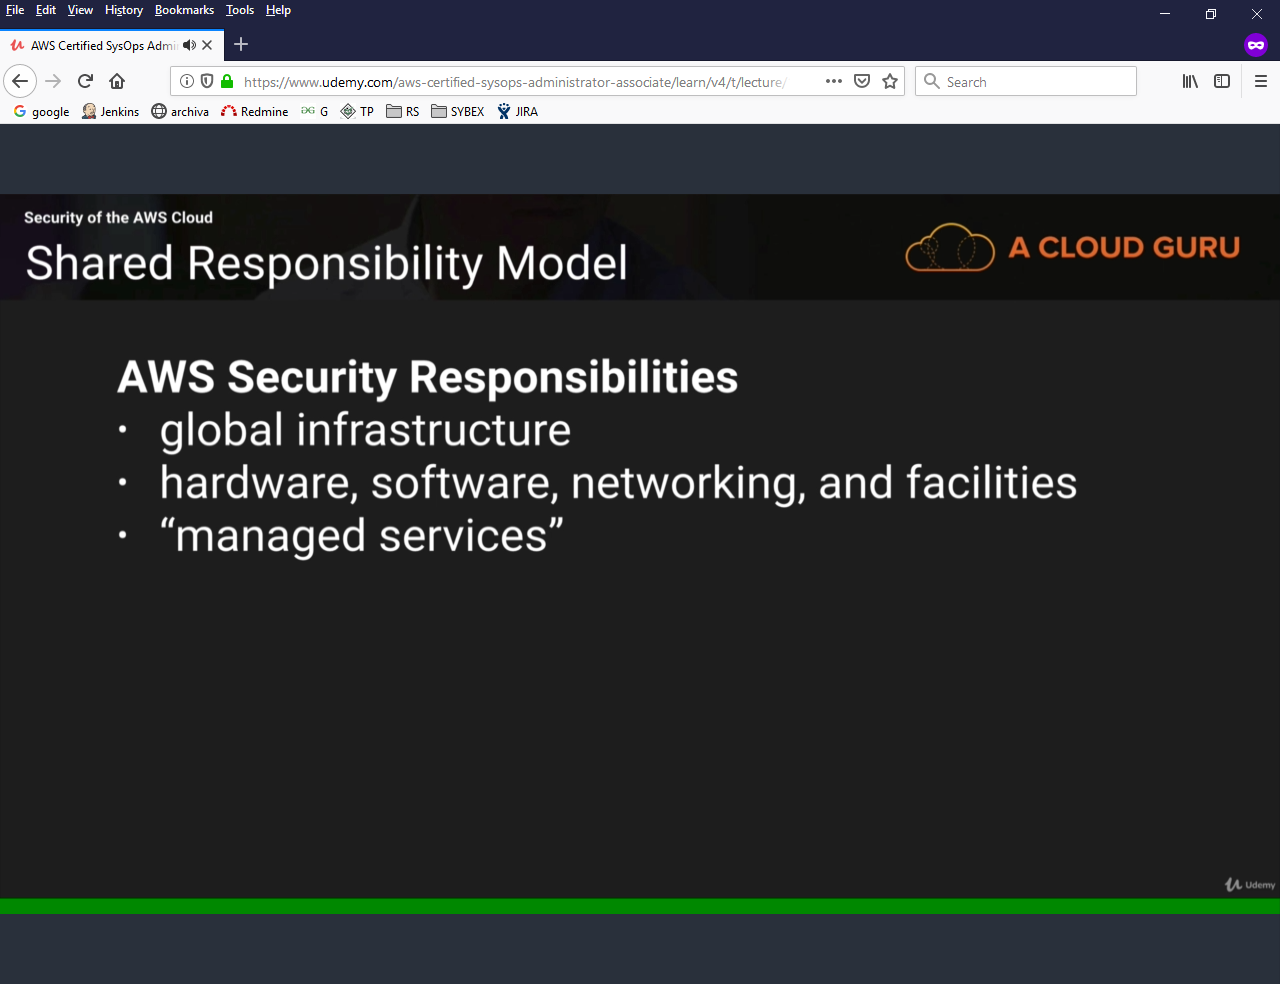 File Edit View History Bookmarks Tools Help
AWS Certified SysOps Admi
https://www.udemy.com/aws-certified-sysops-administrator-associate/learn/v4/t/lecture/
Search
google Jenkins archiva Redmine G TP RS SYBEX JIRA
Security of the AWS Cloud
Shared Responsibility Model
A CLOUD GURU
AWS Security Responsibilities
• global infrastructure
• hardware, software, networking, and facilities
• “managed services”
Udemy